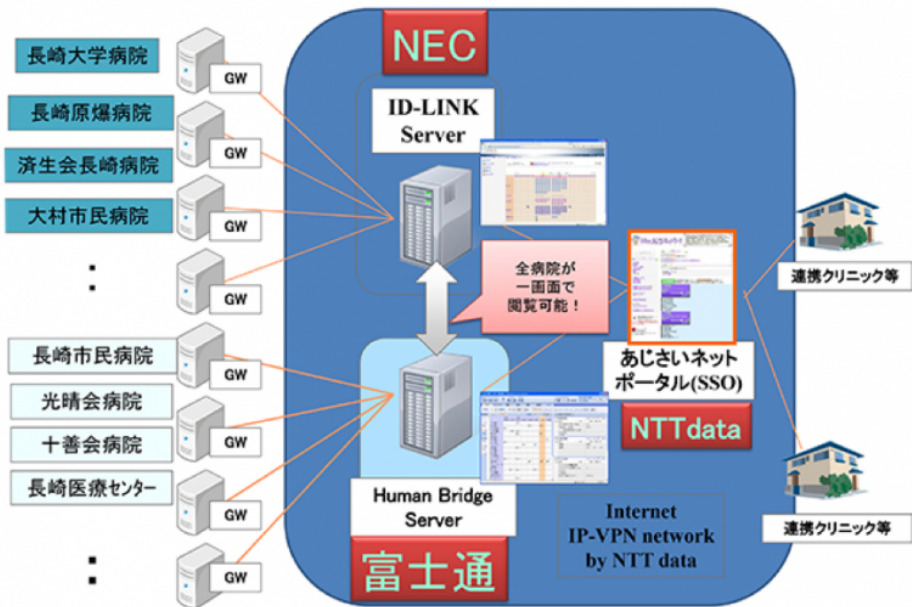 長崎大学病院
長崎原爆病院
済生会長崎病院
大村市民病院
:
長崎市民病院
光晴会病院
十善会病院
長崎医療センター
:
GW
GW
GW
GW
GW
GW
GW
GW
NEC
ID-LINK
Server
全病院が
一画面で
閲覧可能！
あじさいネット
ポータル(SSO)
NTTdata
Human Bridge
Server
富士通
Internet
IP-VPN network
by NTT data
連携クリニック等
連携クリニック等